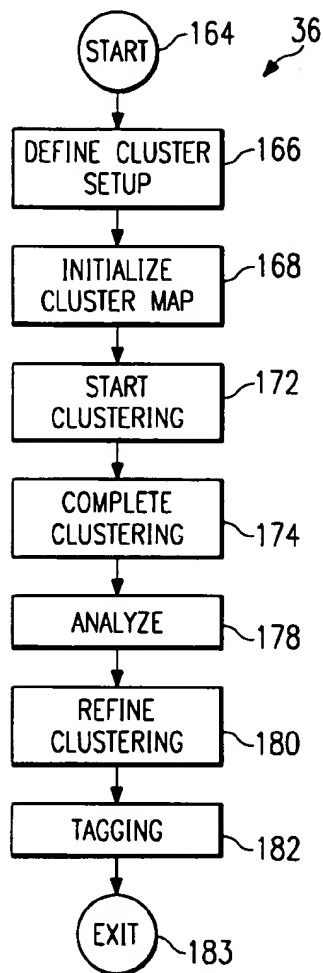 START
164
36
DEFINE CLUSTER
SETUP
166
INITIALIZE
CLUSTER MAP
168
START
CLUSTERING
172
COMPLETE
CLUSTERING
174
ANALYZE
178
REFINE
CLUSTERING
180
TAGGING
182
EXIT
183